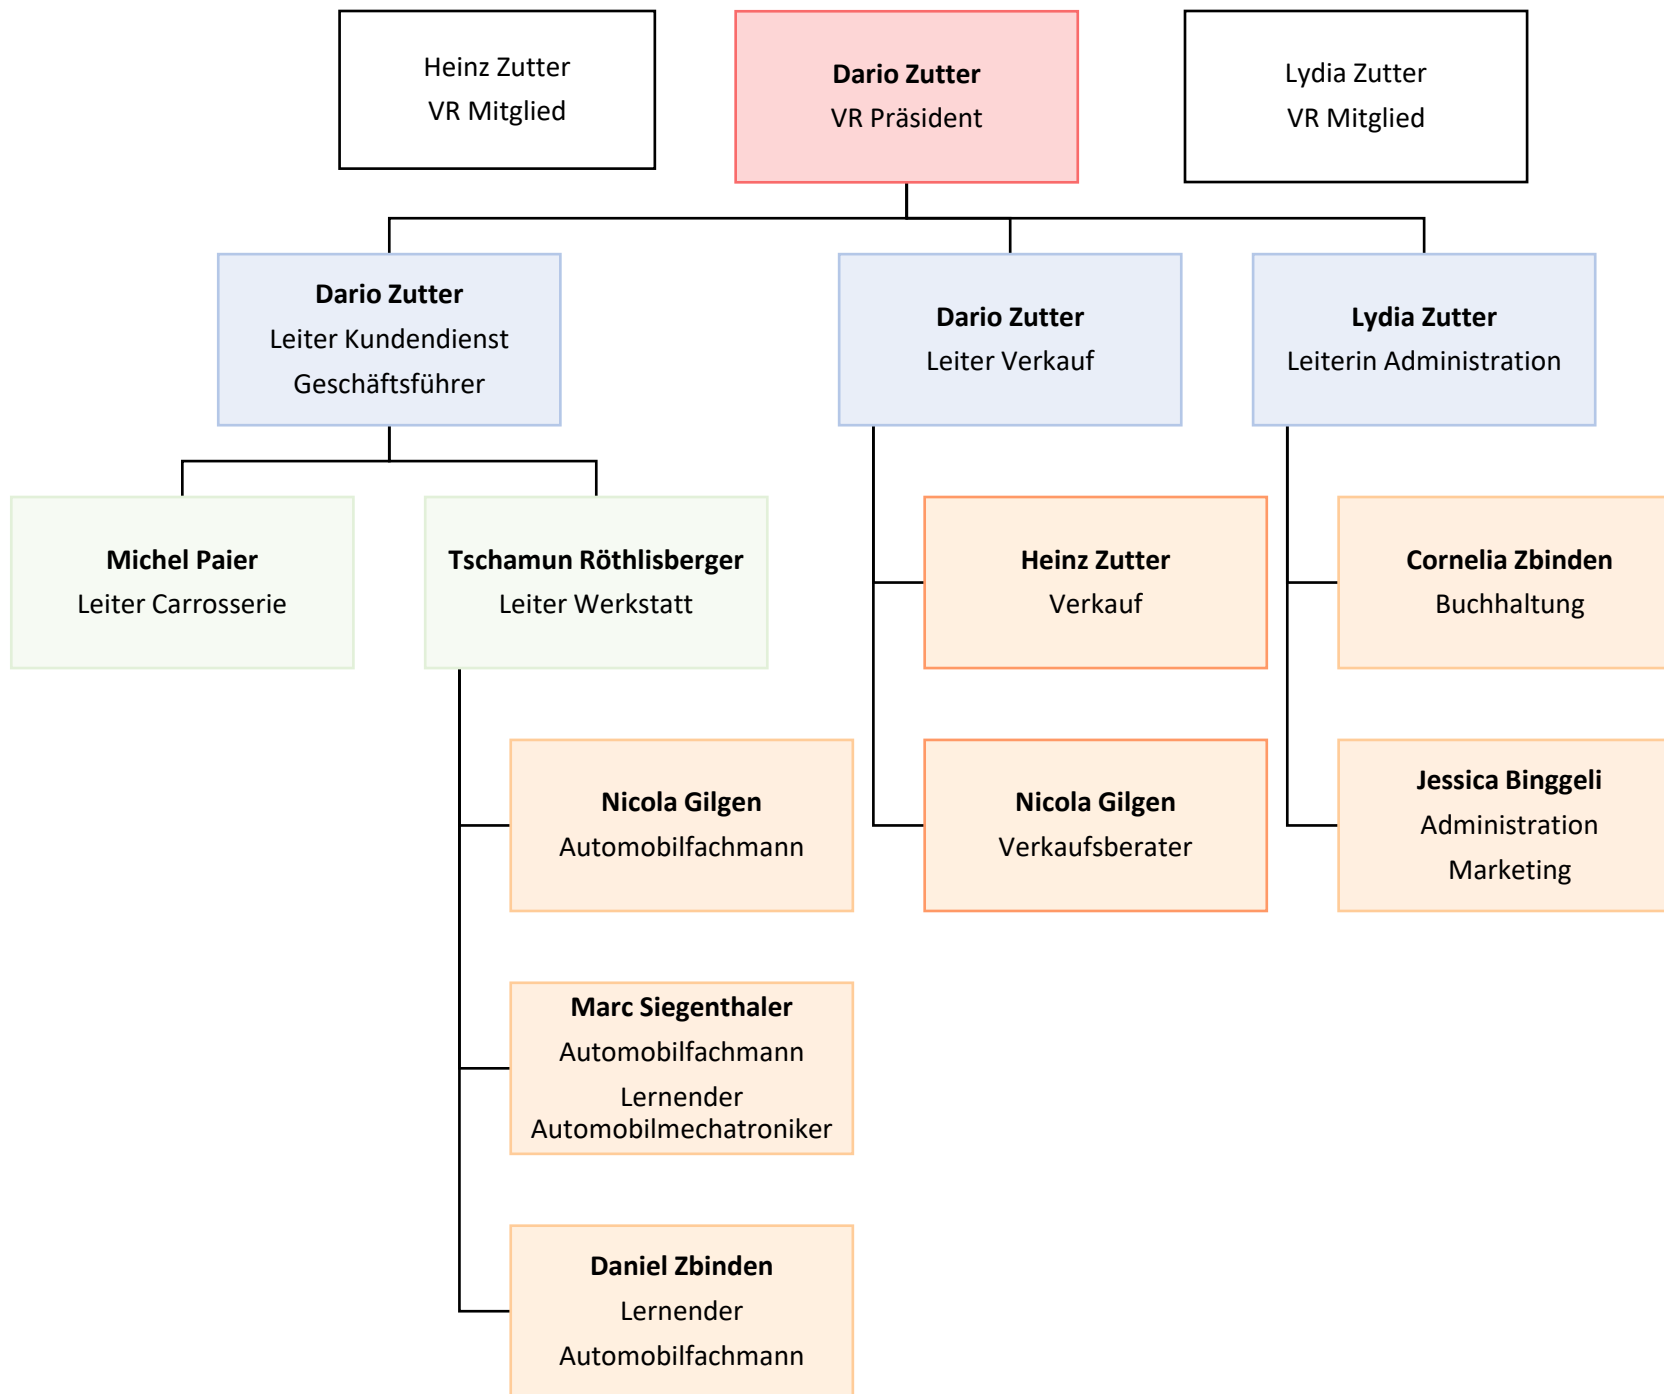 Heinz Zutter
VR Mitglied
Dario Zutter
VR Präsident
Lydia Zutter
VR Mitglied
Dario Zutter
Leiter Kundendienst
Geschäftsführer
Dario Zutter
Leiter Verkauf
Lydia Zutter
Leiterin Administration
Michel Paier
Leiter Carrosserie
Tschamun Röthlisberger
Leiter Werkstatt
Heinz Zutter
Verkauf
Cornelia Zbinden
Buchhaltung
Nicola Gilgen
Automobilfachmann
Nicola Gilgen
Verkaufsberater
Jessica Binggeli
Administration
Marketing
Marc Siegenthaler
Automobilfachmann
Lernender
Automobilmechatroniker
Daniel Zbinden
Lernender
Automobilfachmann